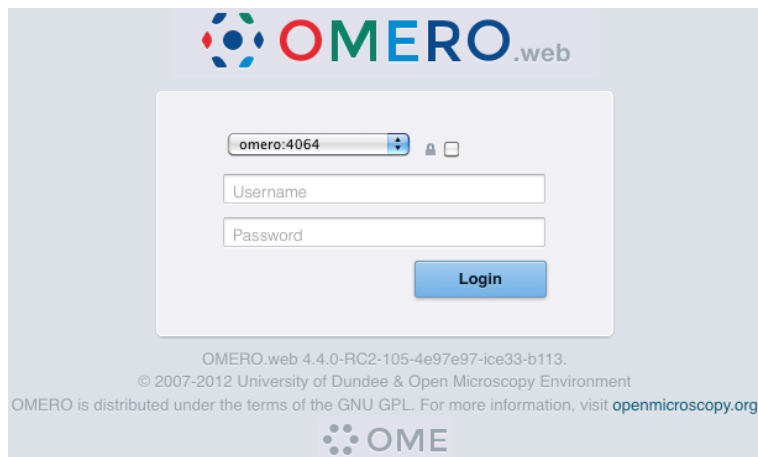 OMERO.web
omero:4064
Username
Password
Login
OMERO.web 4.4.0-RC2-105-4e97e97-ice33-b113.
© 2007-2012 University of Dundee & Open Microscopy Environment
OMERO is distributed under the terms of the GNU GPL. For more information, visit openmicroscopy.org
OME